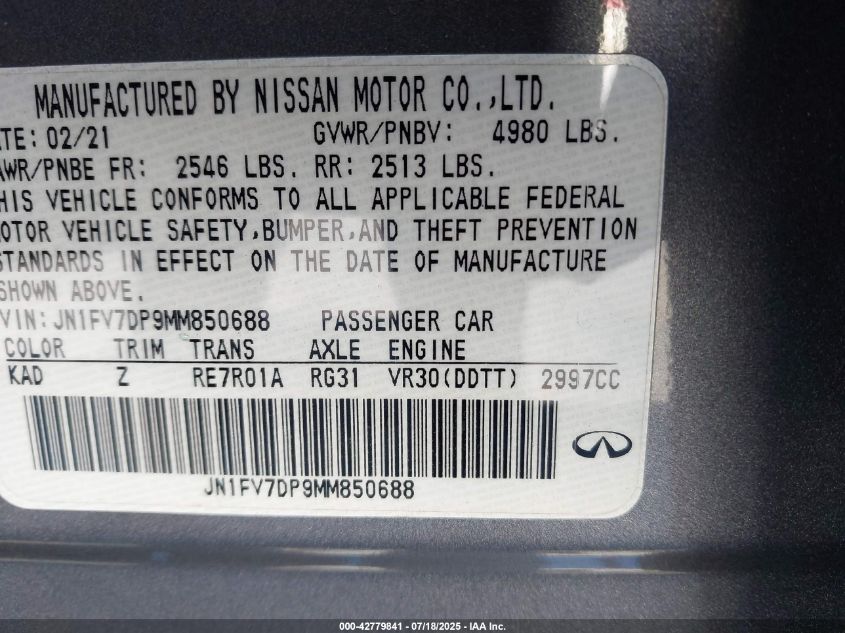 MANUFACTURED BY NISSAN MOTOR CO.,LTD.
ATE: 02/21 GVWR/PNBV: 4980 LBS.
AWR/PNBE FR: 2546 LBS. RR: 2513 LBS.
HIS VEHICLE CONFORMS TO ALL APPLICABLE FEDERAL
OTOR VEHICLE SAFETY,BUMPER,AND THEFT PREVENTION
STANDARDS IN EFFECT ON THE DATE OF MANUFACTURE
SHOWN ABOVE.
VIN: JN1FV7DP9MM850688 PASSENGER CAR
COLOR TRIM TRANS AXLE ENGINE
KAD Z RE7R01A RG31 VR30(DDTT) 2997CC
JN1FV7DP9MM850688
000-42779841 / 07/18/2025 - IAA Inc.